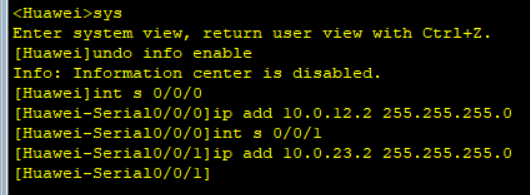 <Huawei>sys
Enter system view, return user view with Ctrl+Z.
[Huawei]undo info enable
Info: Information center is disabled.
[Huawei]int s 0/0/0
[Huawei-Serial0/0/0]ip add 10.0.12.2 255.255.255.0
[Huawei-Serial0/0/0]int s 0/0/1
[Huawei-Serial0/0/1]ip add 10.0.23.2 255.255.255.0
[Huawei-Serial0/0/1]